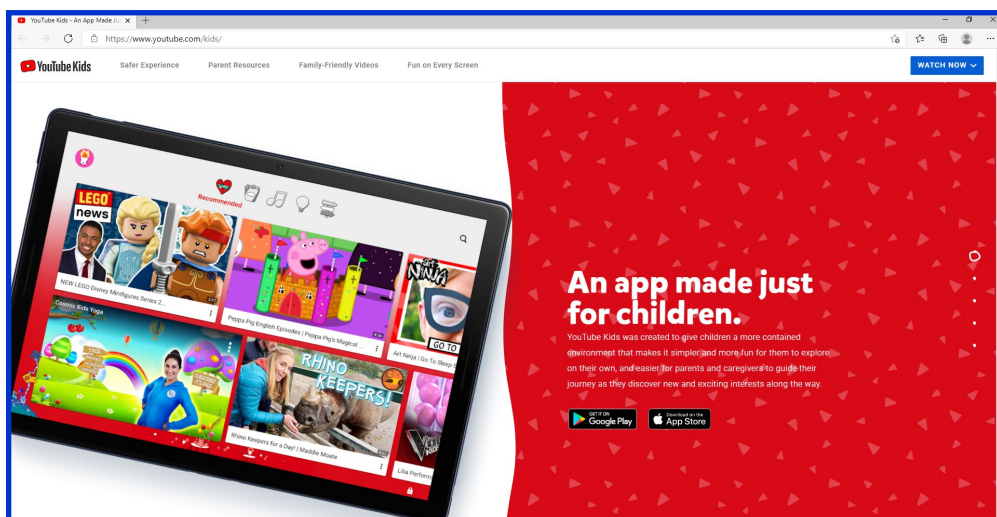 YouTube Kids - An App Made Ju
https://www.youtube.com/kids/
YouTube Kids
Safer Experience
Parent Resources
Family-Friendly Videos
Fun on Every Screen
WATCH NOW
Recommended
LEGO
news
NEW LEGO Disney Minifigures Series 2...
Peppa Pig English Episodes | Peppa Pig's Magical ...
ART
NINJA
GO TO
Art Ninja | Go To Sleep
Cosmic Kids Yoga
RHINO
KEEPERS!
Rhino Keepers for a Day! | Maddie Moate
Lilia Perform
An app made just
for children.
YouTube Kids was created to give children a more contained
environment that makes it simpler and more fun for them to explore
on their own, and easier for parents and caregivers to guide their
journey as they discover new and exciting interests along the way.
GET IT ON
Google Play
Download on the
App Store